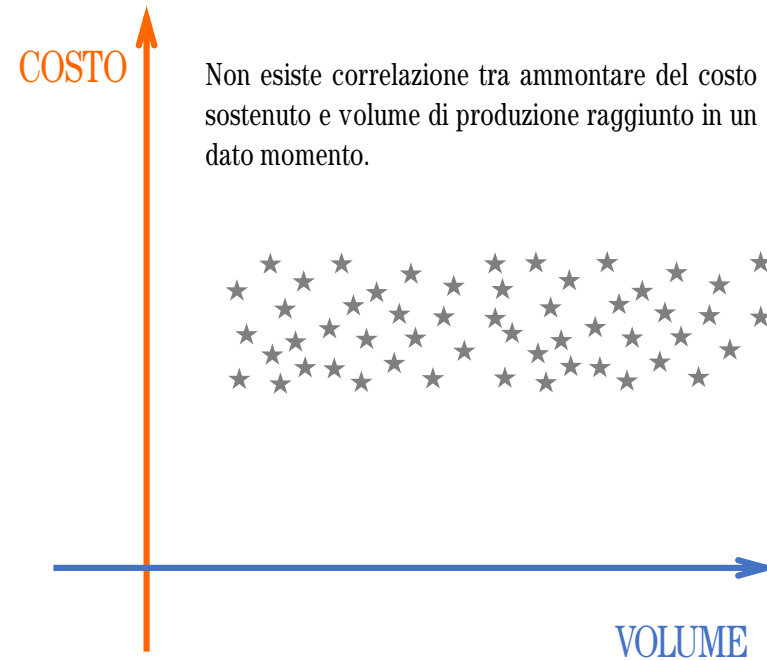 COSTO
Non esiste correlazione tra ammontare del costo
sostenuto e volume di produzione raggiunto in un
dato momento.
VOLUME